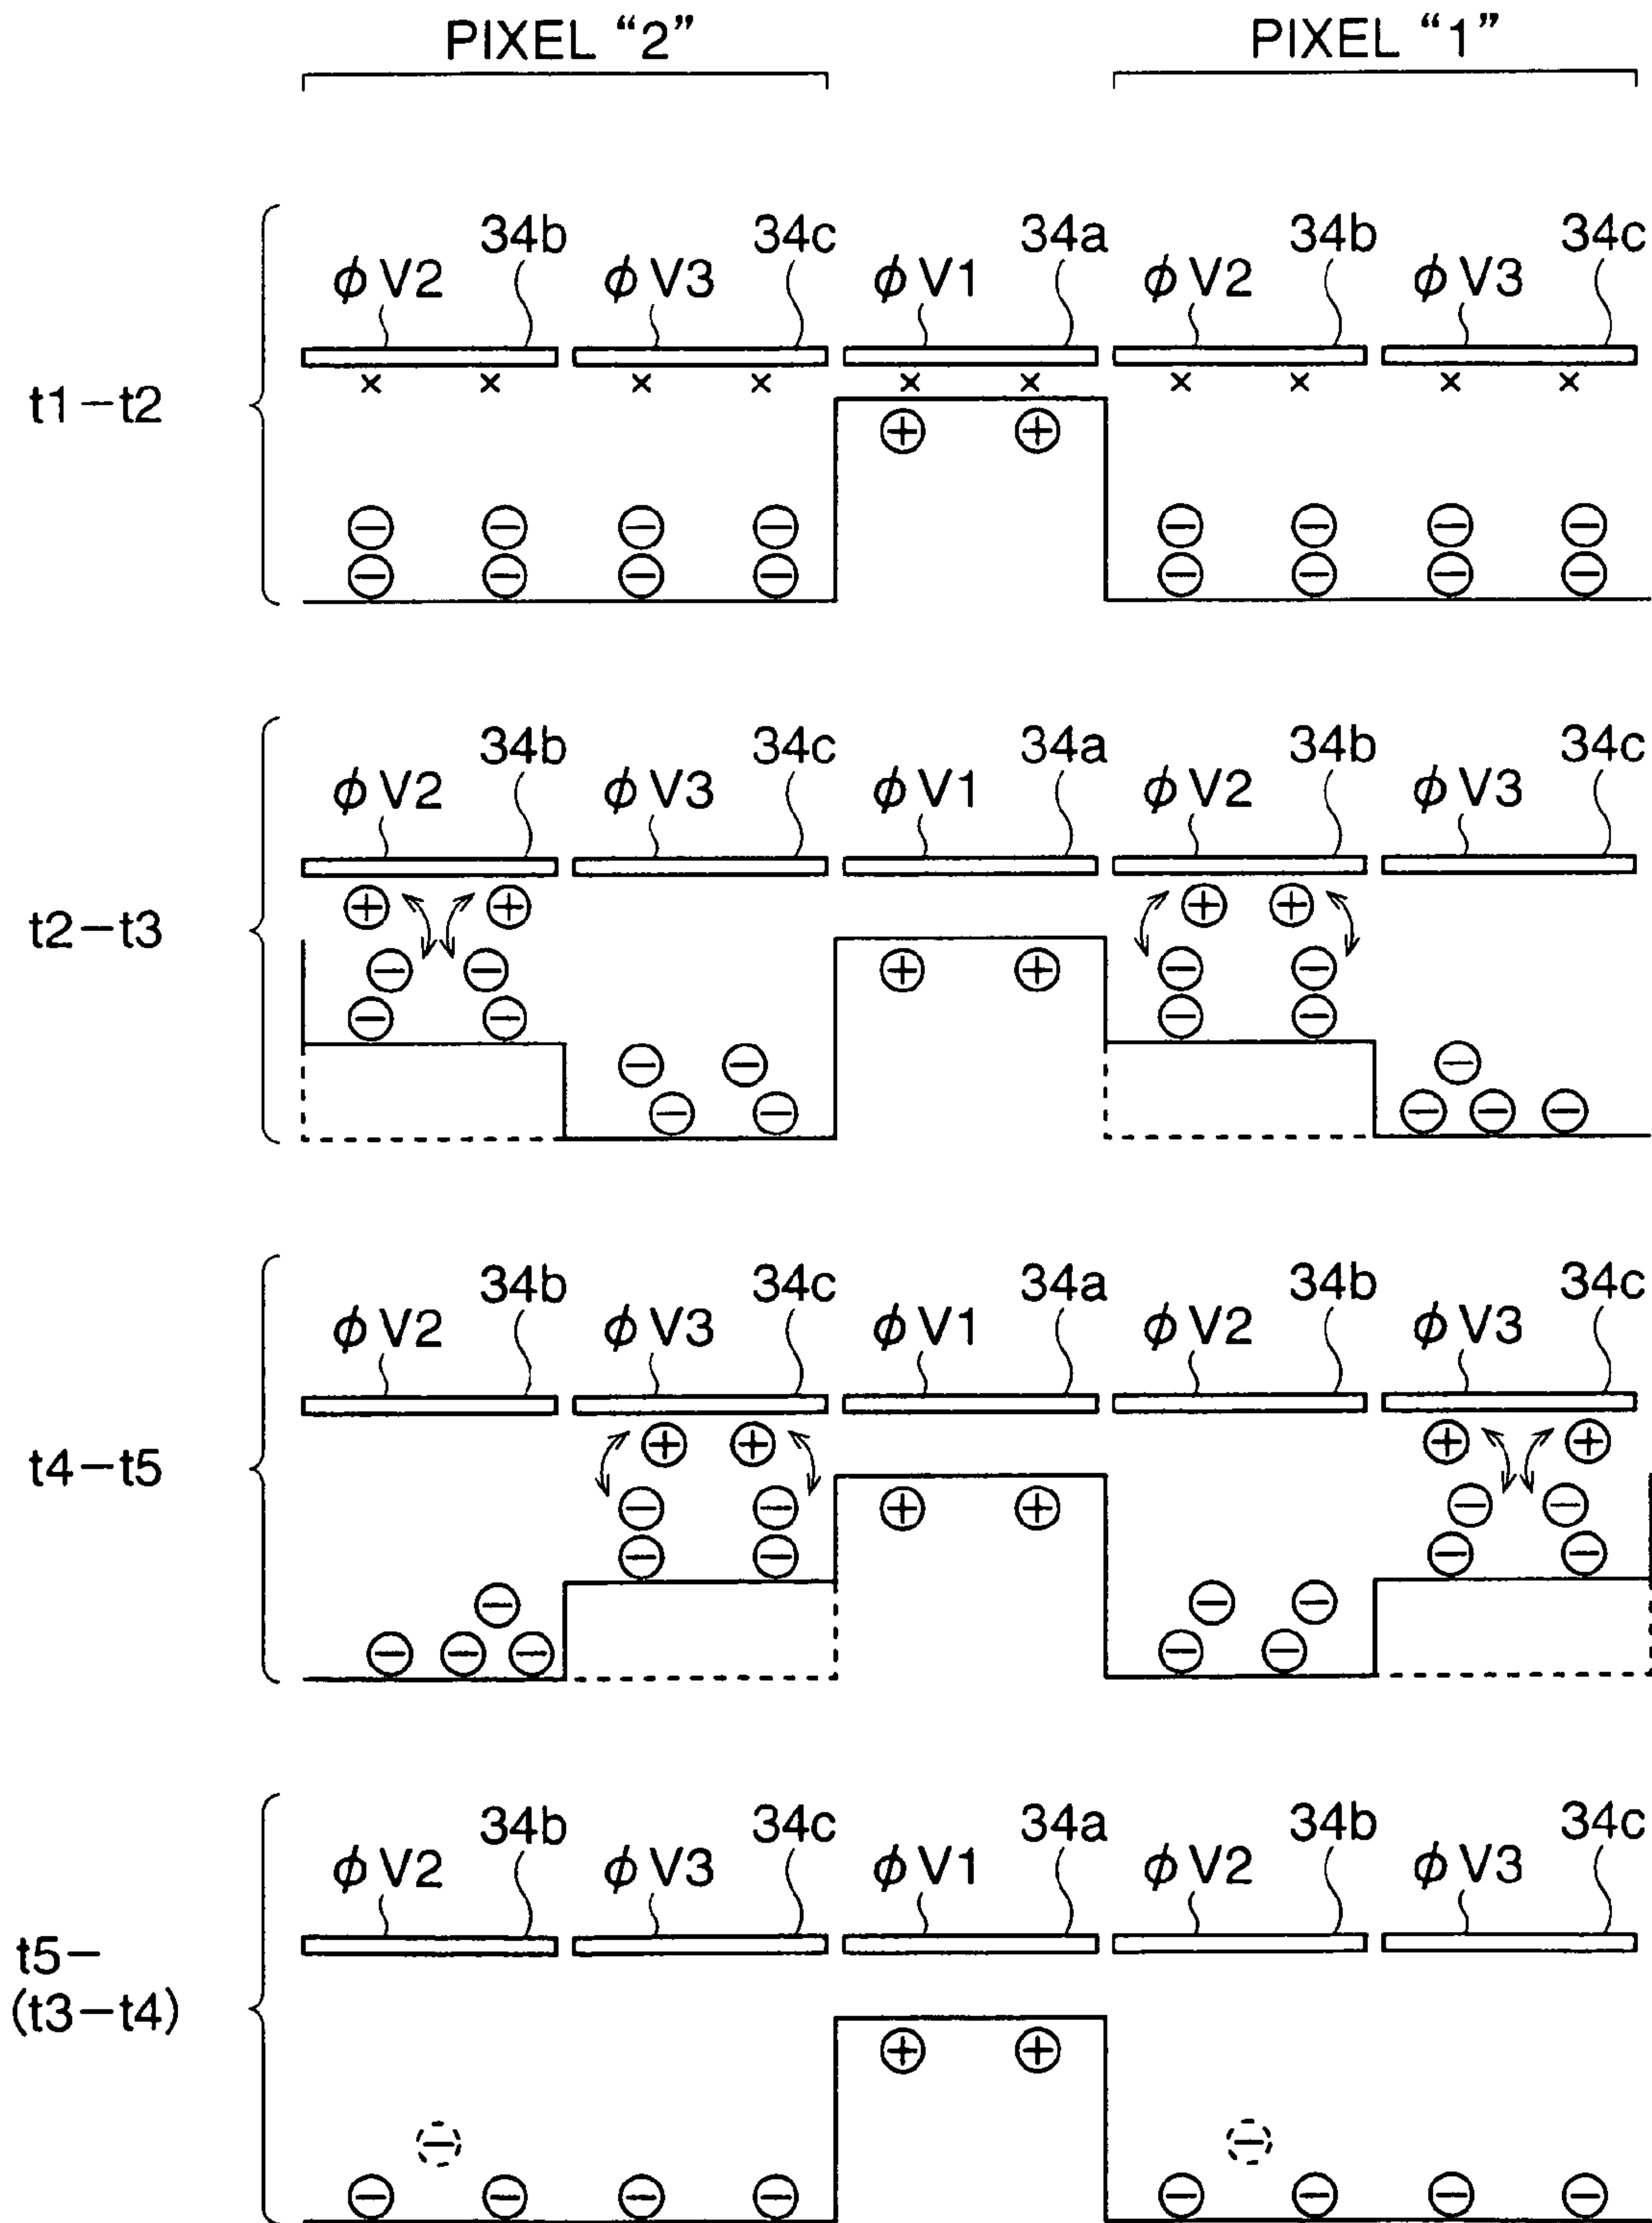 PIXEL “2” PIXEL “1”
34b 34c 34a 34b 34c
ϕV2 ϕV3 ϕV1 ϕV2 ϕV3
× × × × × × × × × ×
t1−t2
+ +
− − − − − − − −
− − − − − − − −
34b 34c 34a 34b 34c
ϕV2 ϕV3 ϕV1 ϕV2 ϕV3
+ + + +
t2−t3
− − + + − −
− − − −
− − −
− − − − −
34b 34c 34a 34b 34c
ϕV2 ϕV3 ϕV1 ϕV2 ϕV3
+ + + +
t4−t5
− − + + − −
− − − −
− − −
− − − − −
34b 34c 34a 34b 34c
ϕV2 ϕV3 ϕV1 ϕV2 ϕV3
t5−
(t3−t4)
+ +
− −
− − − − − − − −